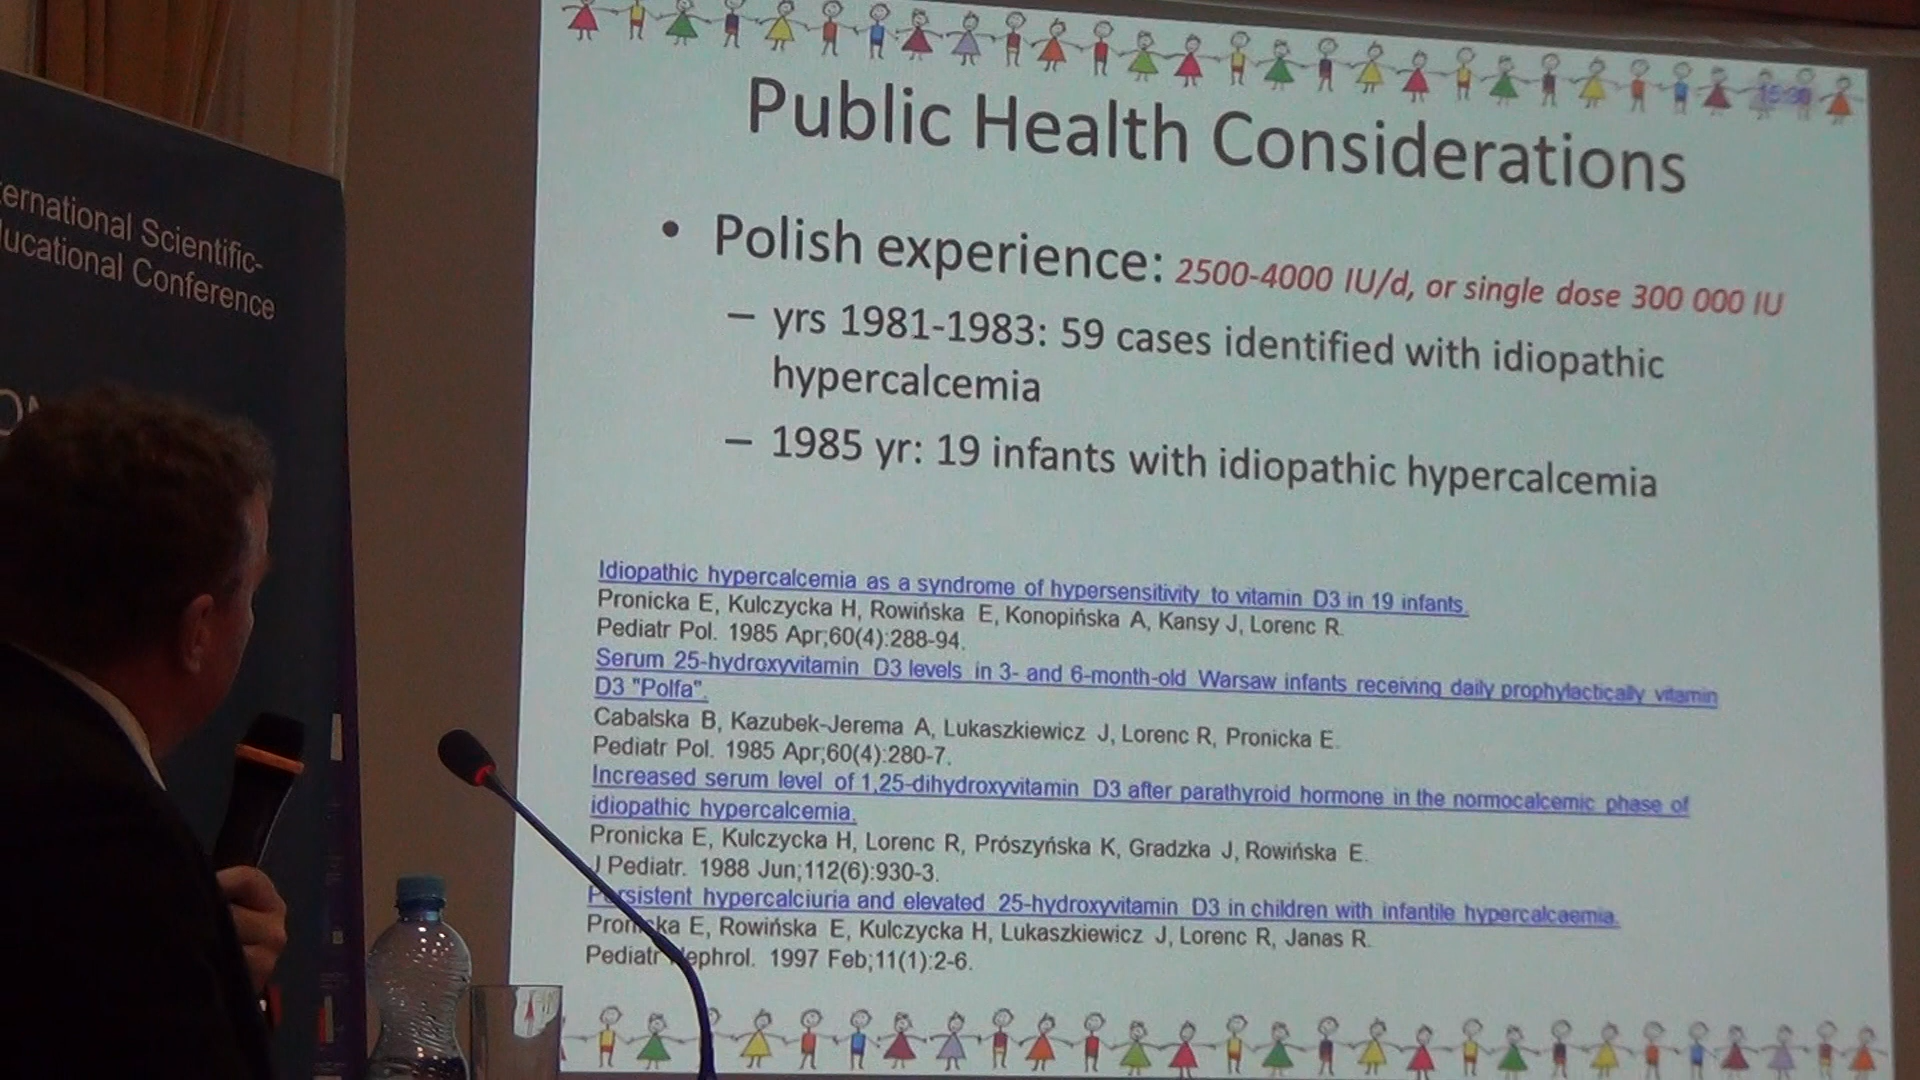 ternational Scientific-
ucational Conference
Public Health Considerations
• Polish experience: 2500-4000 IU/d, or single dose 300 000 IU
– yrs 1981-1983: 59 cases identified with idiopathic
hypercalcemia
– 1985 yr: 19 infants with idiopathic hypercalcemia
Idiopathic hypercalcemia as a syndrome of hypersensitivity to vitamin D3 in 19 infants.
Pronicka E, Kulczycka H, Rowińska E, Konopińska A, Kansy J, Lorenc R.
Pediatr Pol. 1985 Apr;60(4):288-94.
Serum 25-hydroxyvitamin D3 levels in 3- and 6-month-old Warsaw infants receiving daily prophylactically vitamin
D3 "Polfa".
Cabalska B, Kazubek-Jerema A, Lukaszkiewicz J, Lorenc R, Pronicka E.
Pediatr Pol. 1985 Apr;60(4):280-7.
Increased serum level of 1,25-dihydroxyvitamin D3 after parathyroid hormone in the normocalcemic phase of
idiopathic hypercalcemia.
Pronicka E, Kulczycka H, Lorenc R, Prószyńska K, Gradzka J, Rowińska E.
J Pediatr. 1988 Jun;112(6):930-3.
Persistent hypercalciuria and elevated 25-hydroxyvitamin D3 in children with infantile hypercalcaemia.
Pronicka E, Rowińska E, Kulczycka H, Lukaszkiewicz J, Lorenc R, Janas R.
Pediatr Nephrol. 1997 Feb;11(1):2-6.